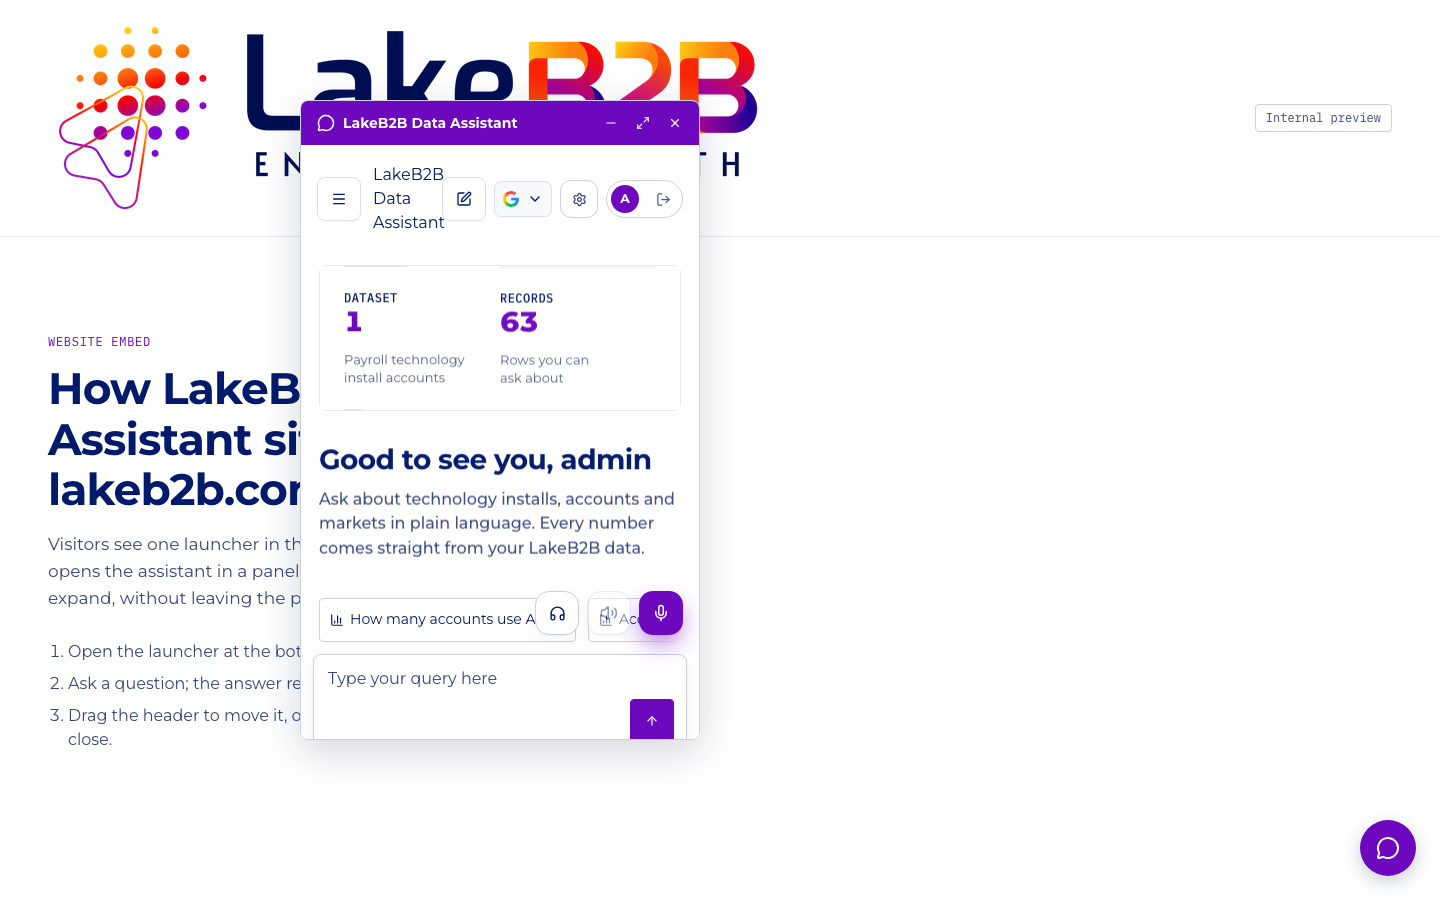 LakeB2B
Internal preview
LakeB2B Data Assistant
LakeB2B
Data
Assistant
A
DATASET
1
Payroll technology
install accounts
RECORDS
63
Rows you can
ask about
Good to see you, admin
Ask about technology installs, accounts and
markets in plain language. Every number
comes straight from your LakeB2B data.
How many accounts use A
Acc
Type your query here
WEBSITE EMBED
How LakeB
Assistant si
lakeb2b.co
Visitors see one launcher in th
opens the assistant in a panel
expand, without leaving the p
1. Open the launcher at the bot
2. Ask a question; the answer re
3. Drag the header to move it, o
close.